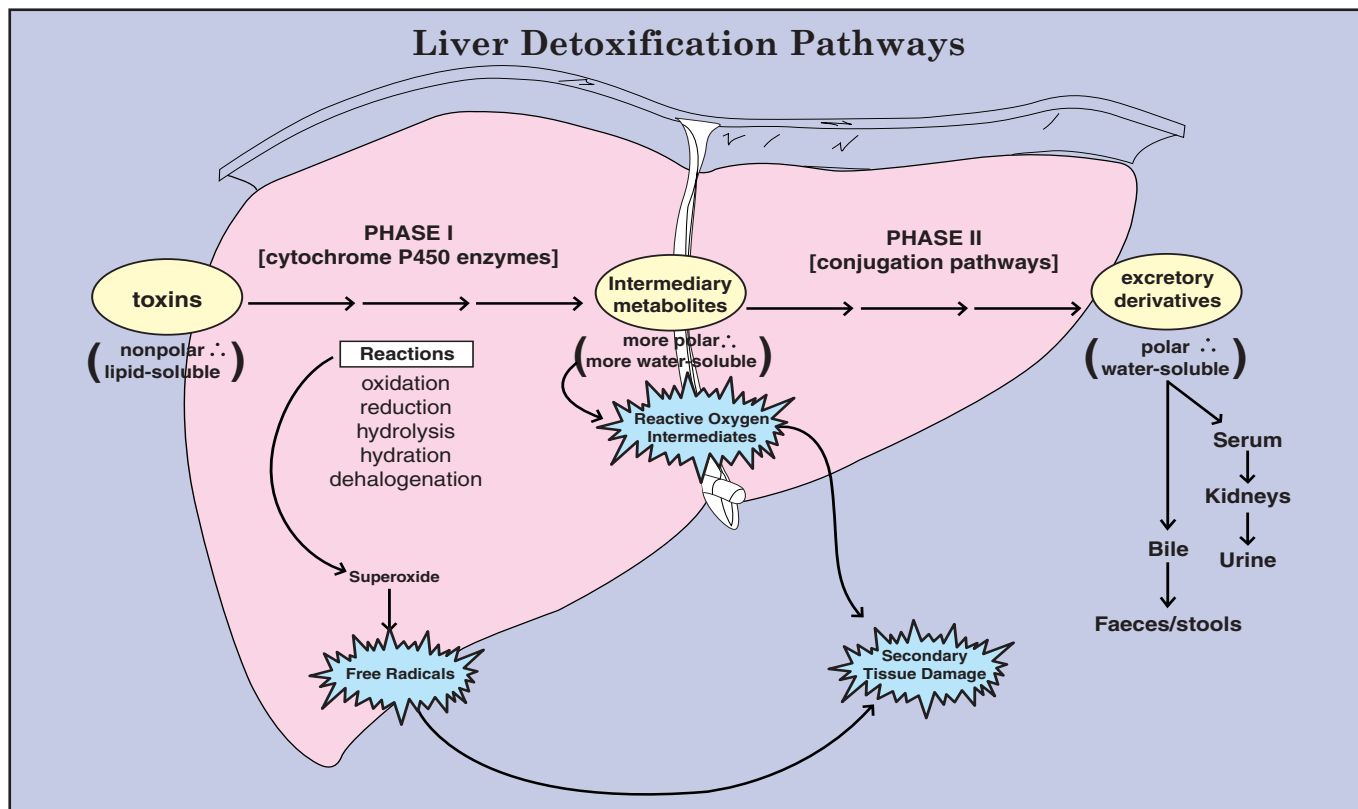 Liver Detoxification Pathways
PHASE I
[cytochrome P450 enzymes]
PHASE II
[conjugation pathways]
toxins
(nonpolar ∴
lipid-soluble)
Intermediary
metabolites
(more polar ∴
more water-soluble)
excretory
derivatives
(polar ∴
water-soluble)
Reactions
oxidation
reduction
hydrolysis
hydration
dehalogenation
Reactive Oxygen
Intermediates
Superoxide
Free Radicals
Secondary
Tissue Damage
Serum
Kidneys
Urine
Bile
Faeces/stools